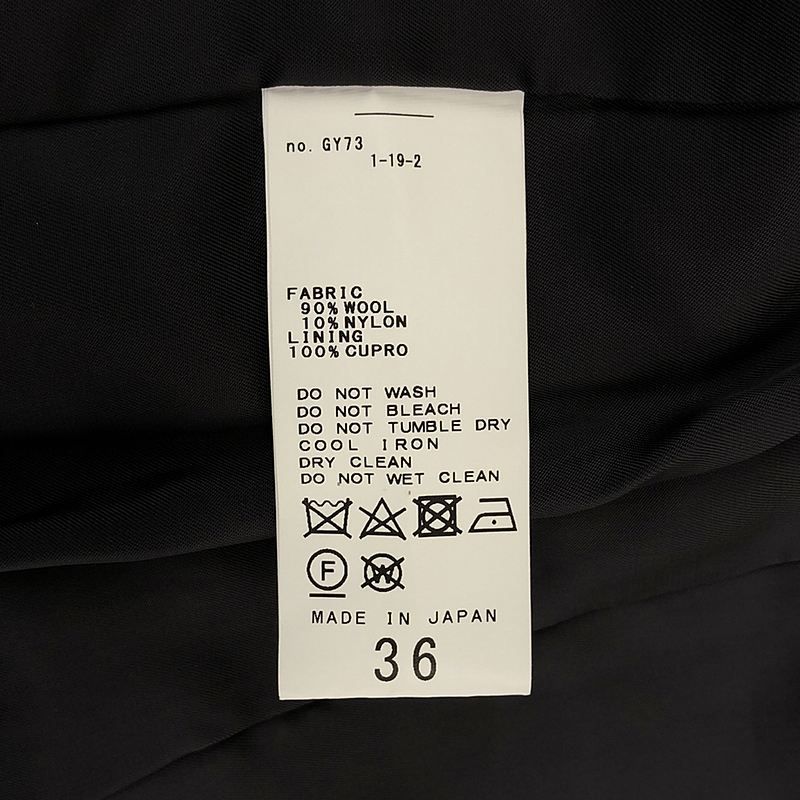 no. GY73
1-19-2
FABRIC
90%WOOL
10%NYLON
LINING
100%CUPRO
DO NOT WASH
DO NOT BLEACH
DO NOT TUMBLE DRY
COOL IRON
DRY CLEAN
DO NOT WET CLEAN
F W
MADE IN JAPAN
36